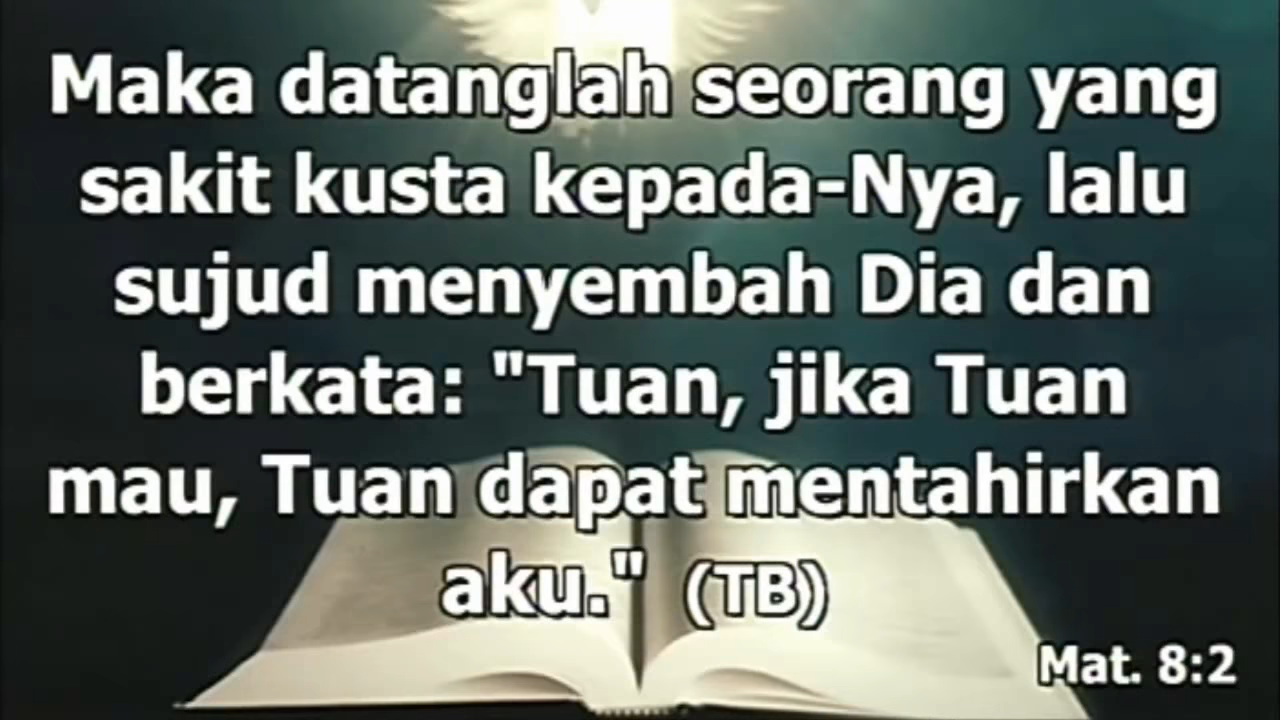 Maka datanglah seorang yang
sakit kusta kepada-Nya, lalu
sujud menyembah Dia dan
berkata: "Tuan, jika Tuan
mau, Tuan dapat mentahirkan
aku." (TB)
Mat. 8:2